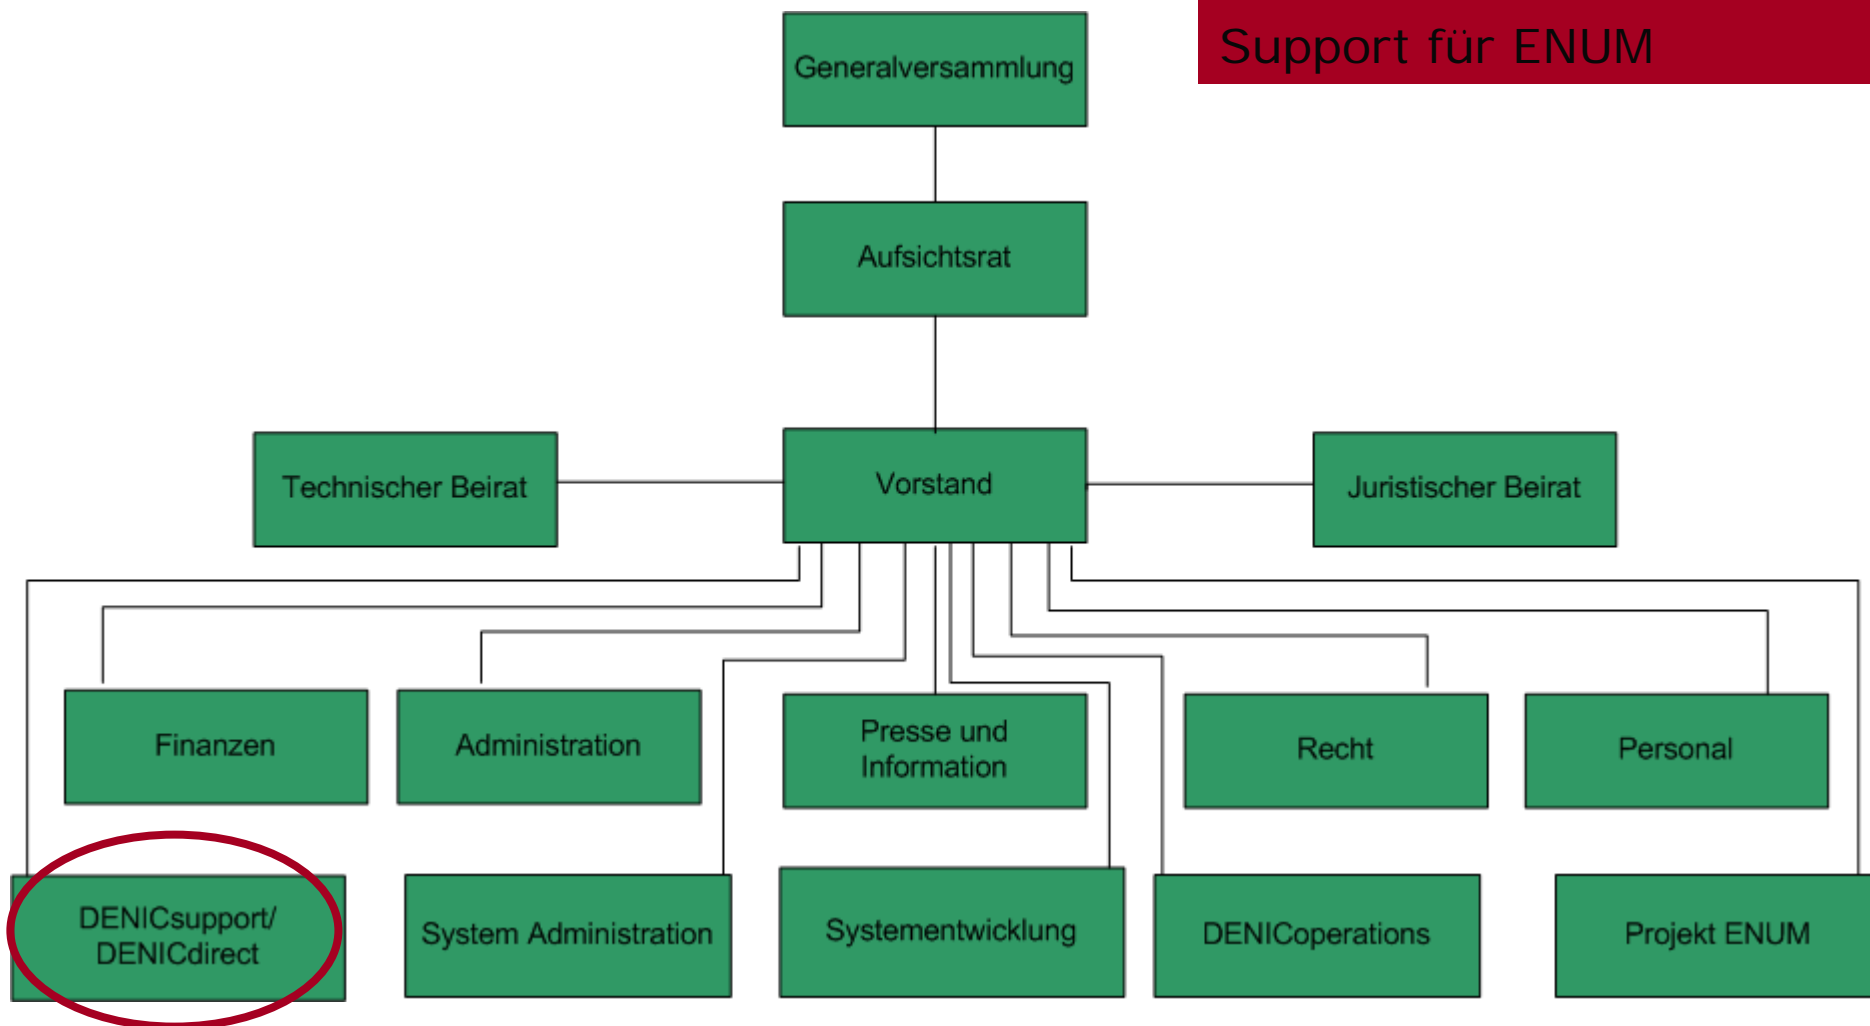 Support für ENUM
Generalversammlung
Aufsichtsrat
Technischer Beirat
Vorstand
Juristischer Beirat
Finanzen
Administration
Presse und
Information
Recht
Personal
DENICsupport/
DENICdirect
System Administration
Systementwicklung
DENICoperations
Projekt ENUM